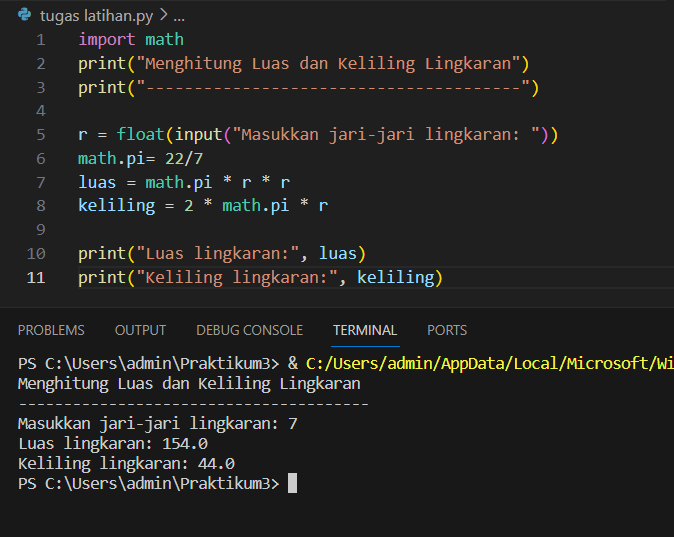 tugas latihan.py > ...
1 import math
2 print("Menghitung Luas dan Keliling Lingkaran")
3 print("---------------------------------------")
4
5 r = float(input("Masukkan jari-jari lingkaran: "))
6 math.pi= 22/7
7 luas = math.pi * r * r
8 keliling = 2 * math.pi * r
9
10 print("Luas lingkaran:", luas)
11 print("Keliling lingkaran:", keliling)
PROBLEMS OUTPUT DEBUG CONSOLE TERMINAL PORTS
PS C:\Users\admin\Praktikum3> & C:/Users/admin/AppData/Local/Microsoft/Wi
Menghitung Luas dan Keliling Lingkaran
---------------------------------------
Masukkan jari-jari lingkaran: 7
Luas lingkaran: 154.0
Keliling lingkaran: 44.0
PS C:\Users\admin\Praktikum3>